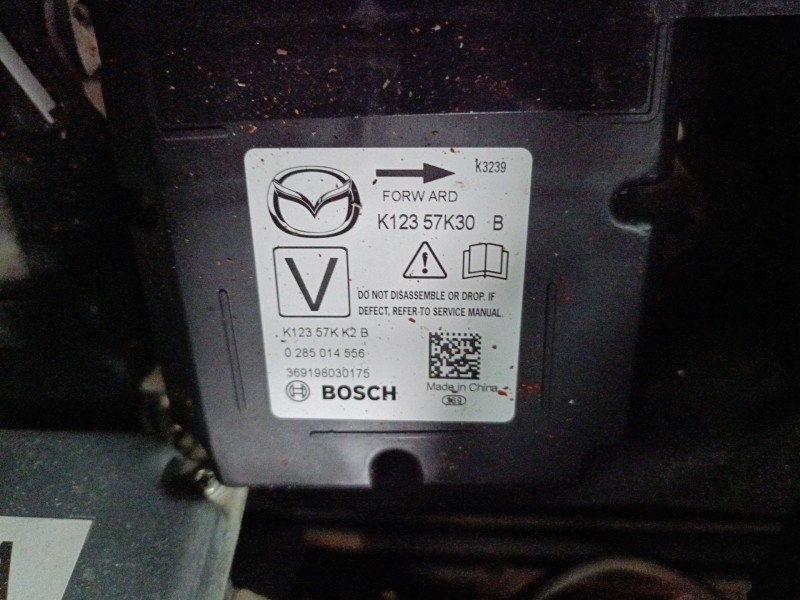 K3239
FORWARD
K123 57K30 B
V
DO NOT DISASSEMBLE OR DROP. IF
DEFECT, REFER TO SERVICE MANUAL.
K123 57K K2 B
0 285 014 556
369198030175
Made in China
BOSCH